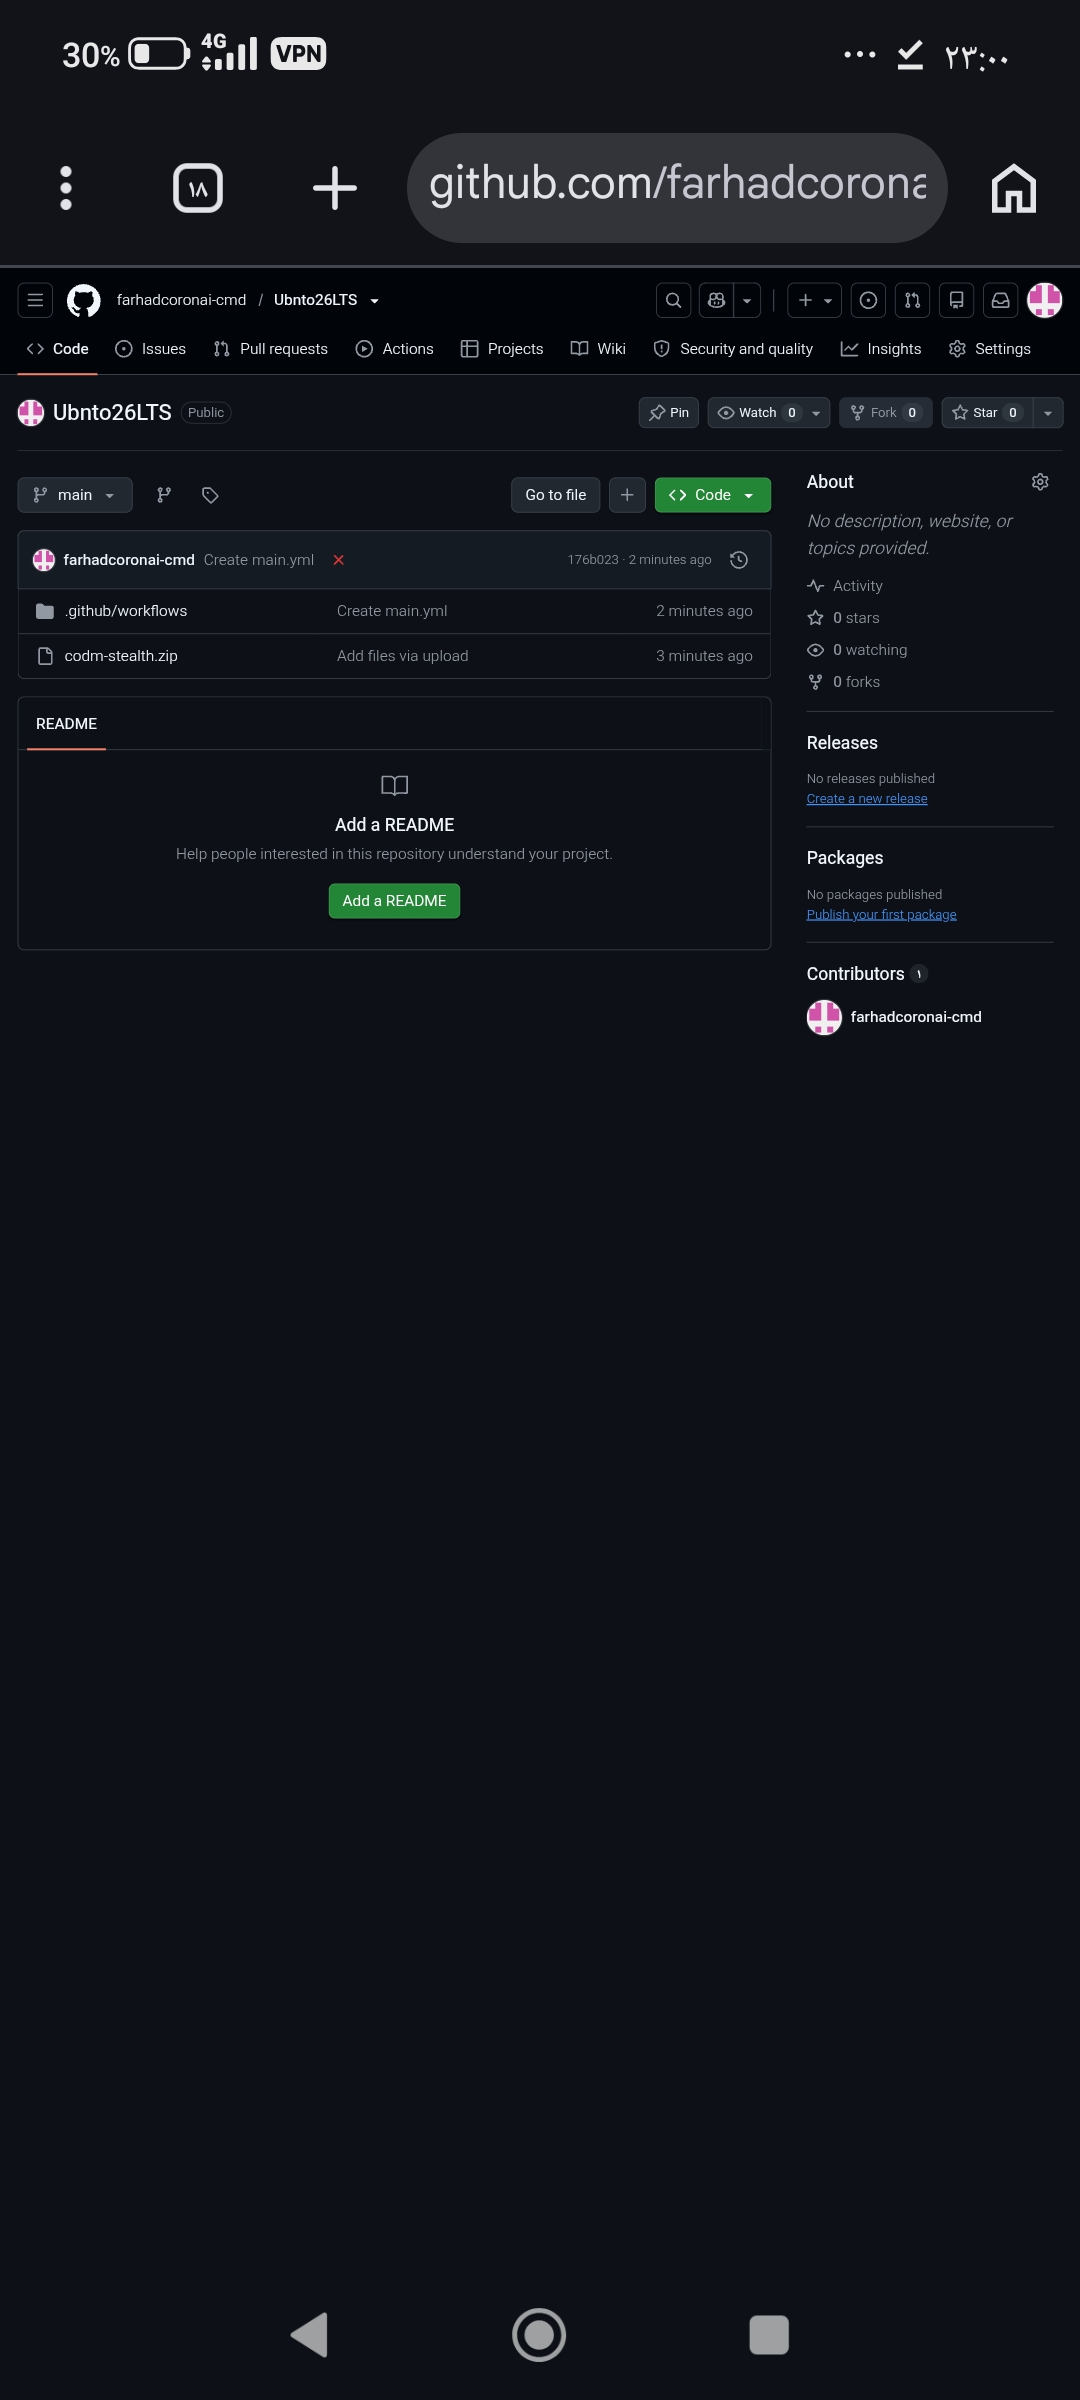 30% 4G VPN ... ۲۳:۰۰
۱۸ github.com/farhadcorona
farhadcoronai-cmd / Ubnto26LTS
Code Issues Pull requests Actions Projects Wiki Security and quality Insights Settings
Ubnto26LTS Public Pin Watch 0 Fork 0 Star 0
main Go to file Code
farhadcoronai-cmd Create main.yml 176b023 · 2 minutes ago
.github/workflows Create main.yml 2 minutes ago
codm-stealth.zip Add files via upload 3 minutes ago
README
Add a README
Help people interested in this repository understand your project.
Add a README
About
No description, website, or
topics provided.
Activity
0 stars
0 watching
0 forks
Releases
No releases published
Create a new release
Packages
No packages published
Publish your first package
Contributors ۱
farhadcoronai-cmd